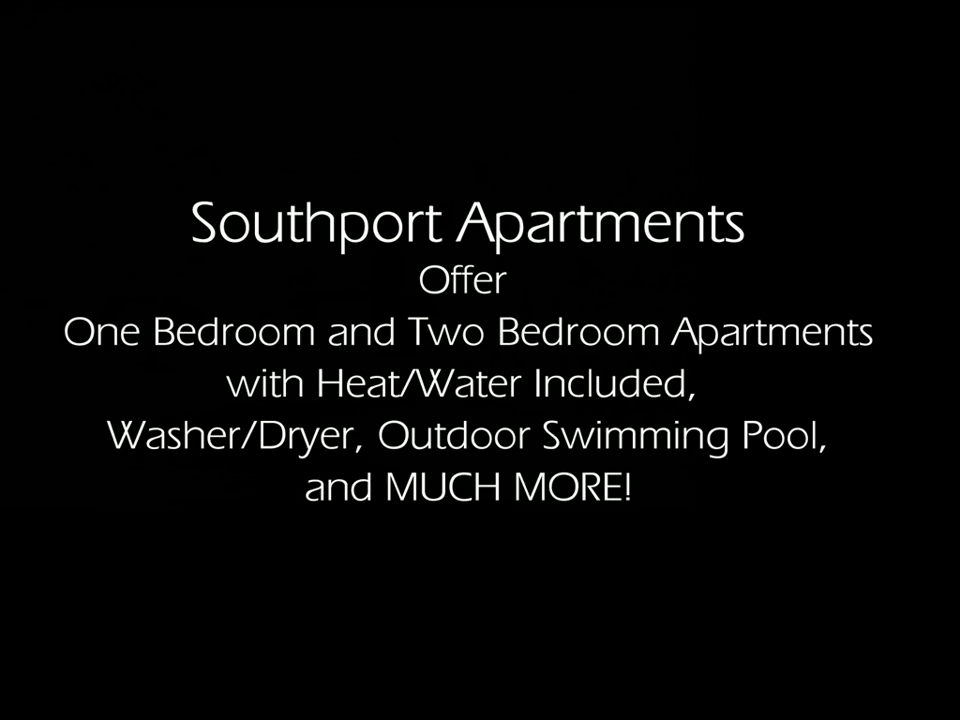 Southport Apartments
Offer
One Bedroom and Two Bedroom Apartments
with Heat/Water Included,
Washer/Dryer, Outdoor Swimming Pool,
and MUCH MORE!